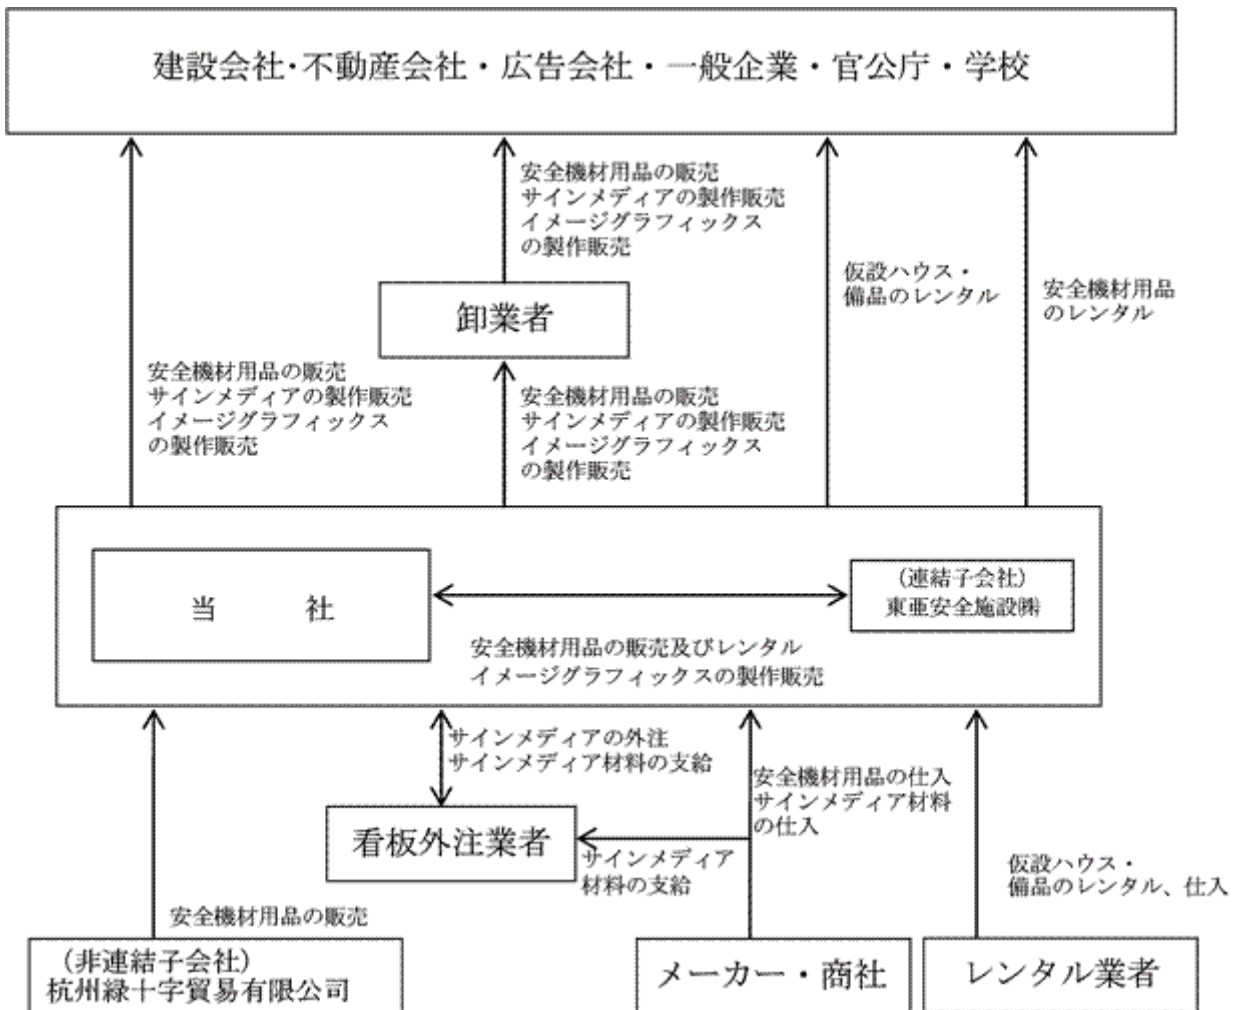 建設会社・不動産会社・広告会社・一般企業・官公庁・学校
安全機材用品の販売
サインメディアの製作販売
イメージグラフィックス
の製作販売
仮設ハウス・
備品のレンタル
安全機材用品
のレンタル
卸業者
安全機材用品の販売
サインメディアの製作販売
イメージグラフィックス
の製作販売
安全機材用品の販売
サインメディアの製作販売
イメージグラフィックス
の製作販売
当社
(連結子会社)
東亜安全施設㈱
安全機材用品の販売及びレンタル
イメージグラフィックスの製作販売
サインメディアの外注
サインメディア材料の支給
安全機材用品の仕入
サインメディア材料
の仕入
看板外注業者
サインメディア
材料の支給
仮設ハウス・
備品のレンタル、仕入
安全機材用品の販売
(非連結子会社)
杭州緑十字貿易有限公司
メーカー・商社
レンタル業者